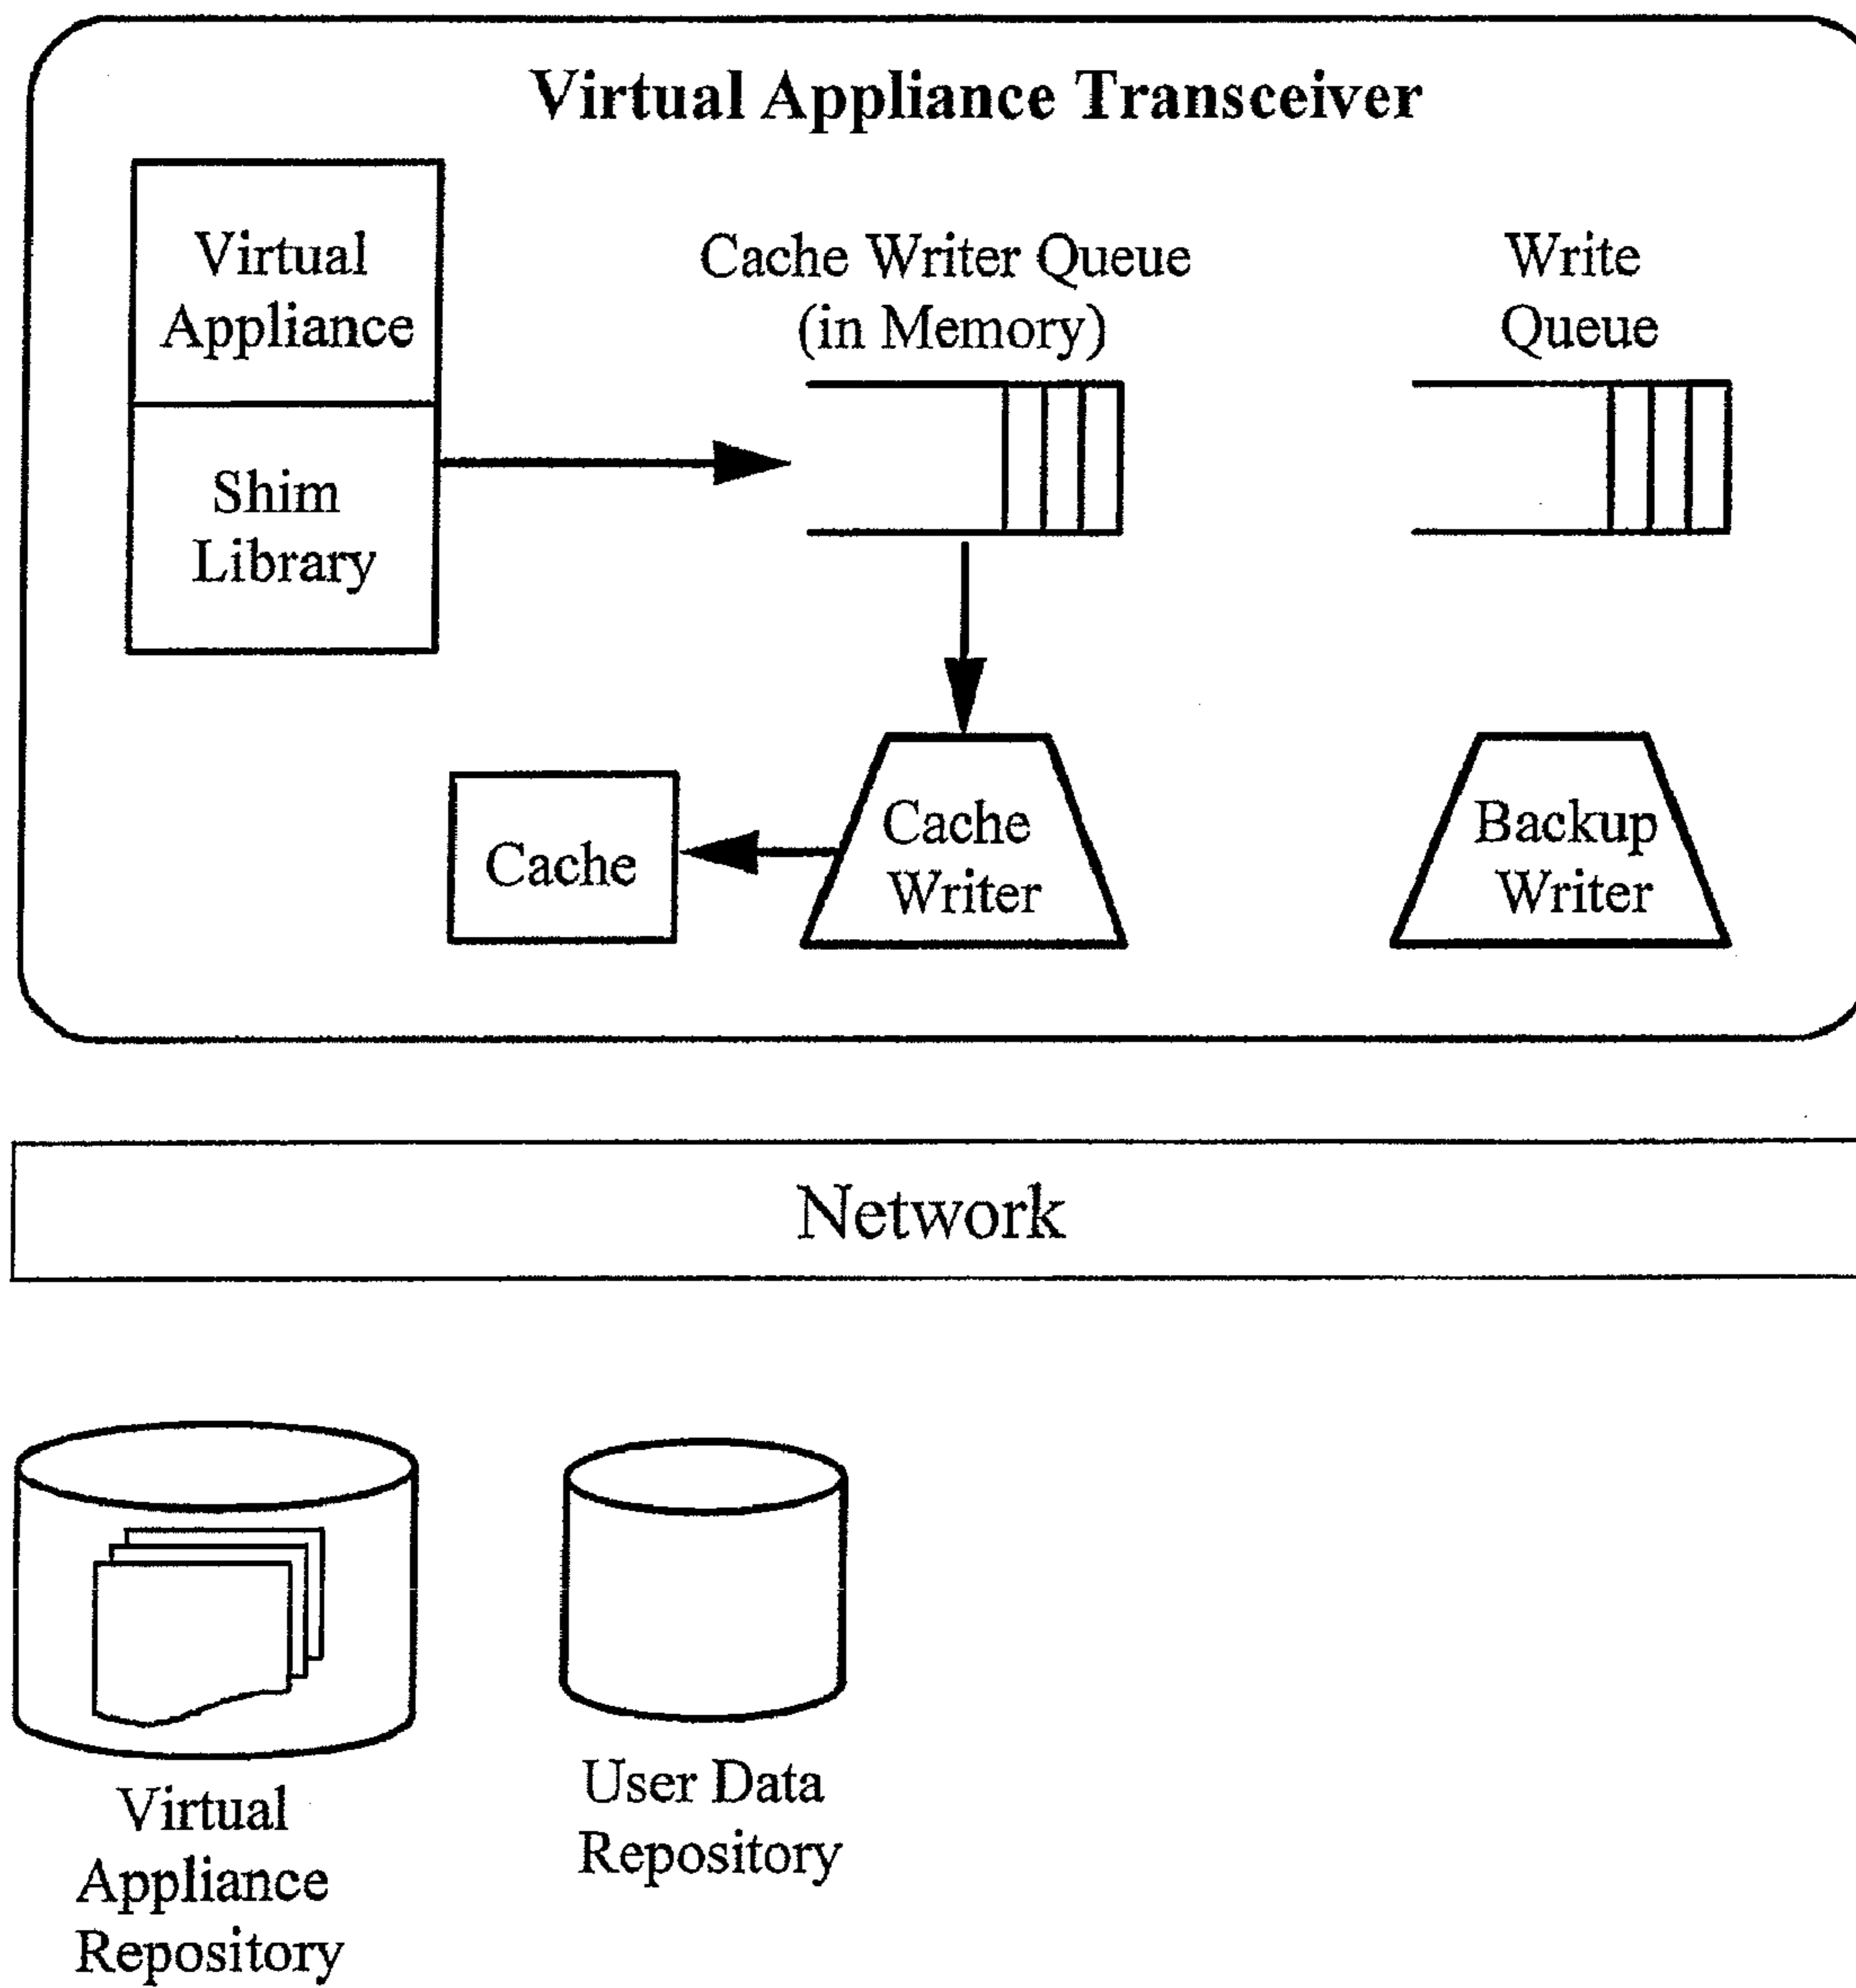 Virtual Appliance Transceiver
Virtual
Appliance
Shim
Library
Cache Writer Queue
(in Memory)
Write
Queue
Cache
Cache
Writer
Backup
Writer
Network
Virtual
Appliance
Repository
User Data
Repository